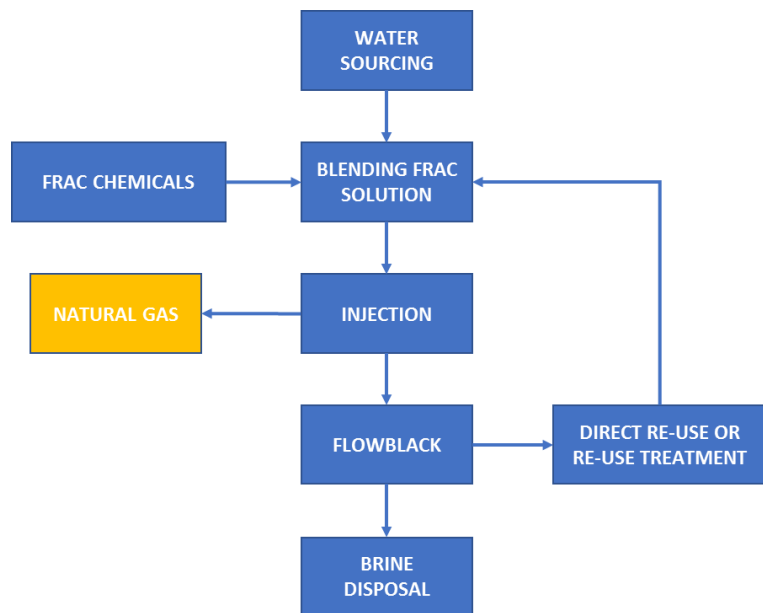 WATER
SOURCING
FRAC CHEMICALS
BLENDING FRAC
SOLUTION
NATURAL GAS
INJECTION
FLOWBLACK
DIRECT RE-USE OR
RE-USE TREATMENT
BRINE
DISPOSAL